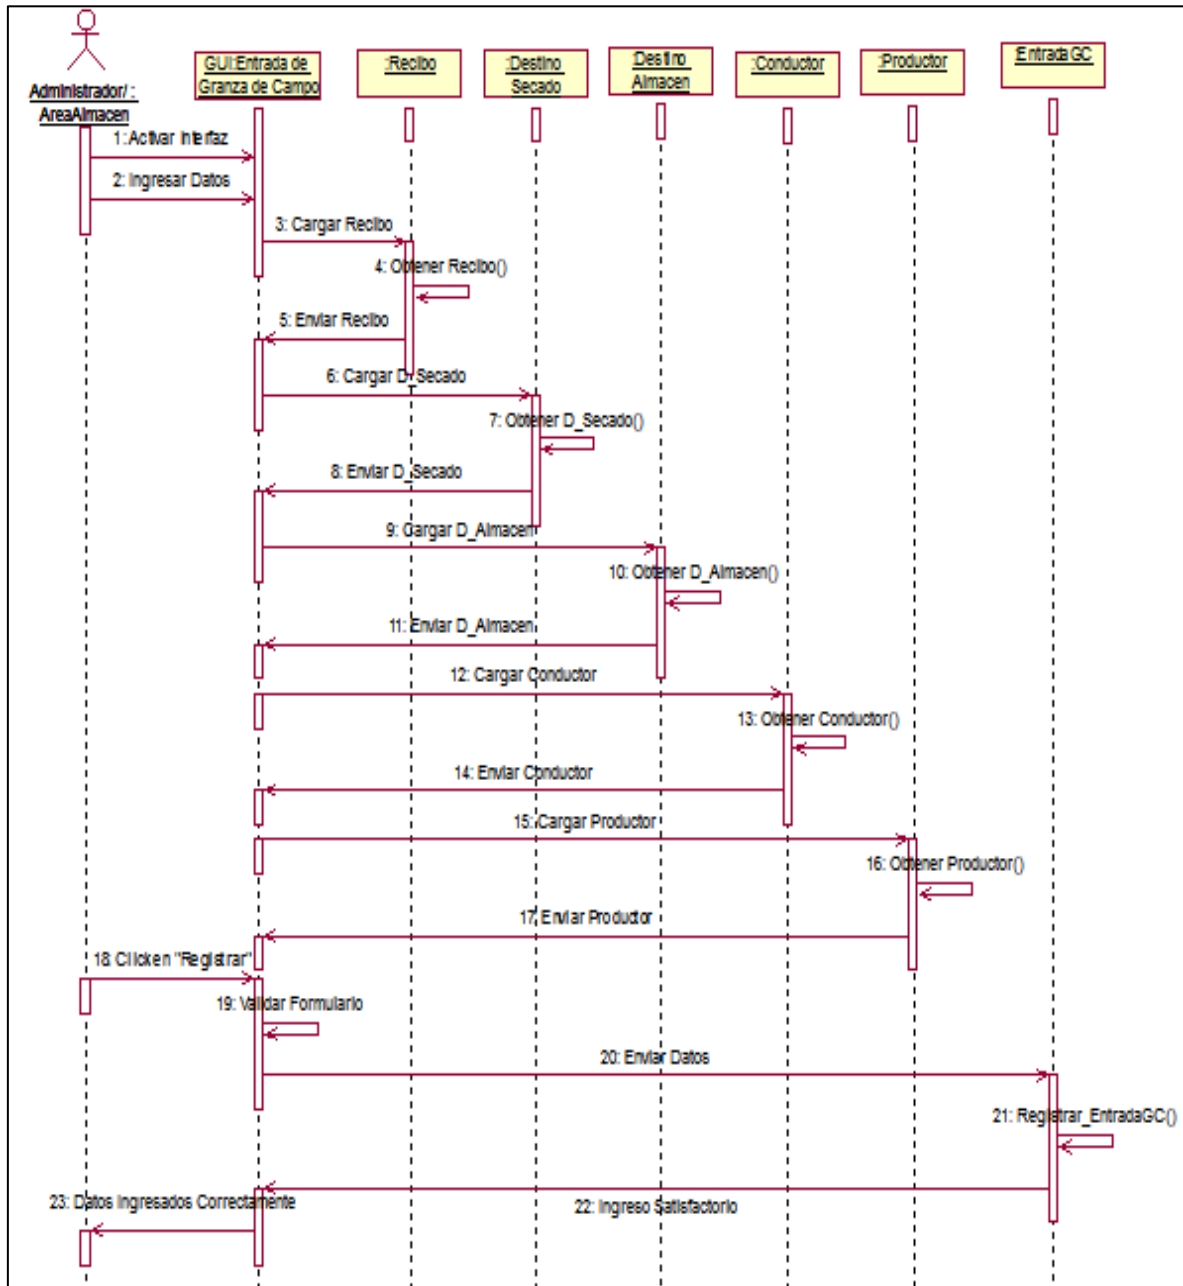 Administrador/ :
AreaAlmacen
GUI:Entrada de
Granza de Campo
:Recibo
:Destino
Secado
:Destino
Almacen
:Conductor
:Productor
:EntradaGC
1: Activar Interfaz
2: Ingresar Datos
3: Cargar Recibo
4: Obtener Recibo()
5: Enviar Recibo
6: Cargar D_Secado
7: Obtener D_Secado()
8: Enviar D_Secado
9: Cargar D_Almacen
10: Obtener D_Almacen()
11: Enviar D_Almacen
12: Cargar Conductor
13: Obtener Conductor()
14: Enviar Conductor
15: Cargar Productor
16: Obtener Productor()
17: Enviar Productor
18: Clicken "Registrar"
19: Validar Formulario
20: Enviar Datos
21: Registrar_EntradaGC()
22: Ingreso Satisfactorio
23: Datos Ingresados Correctamente